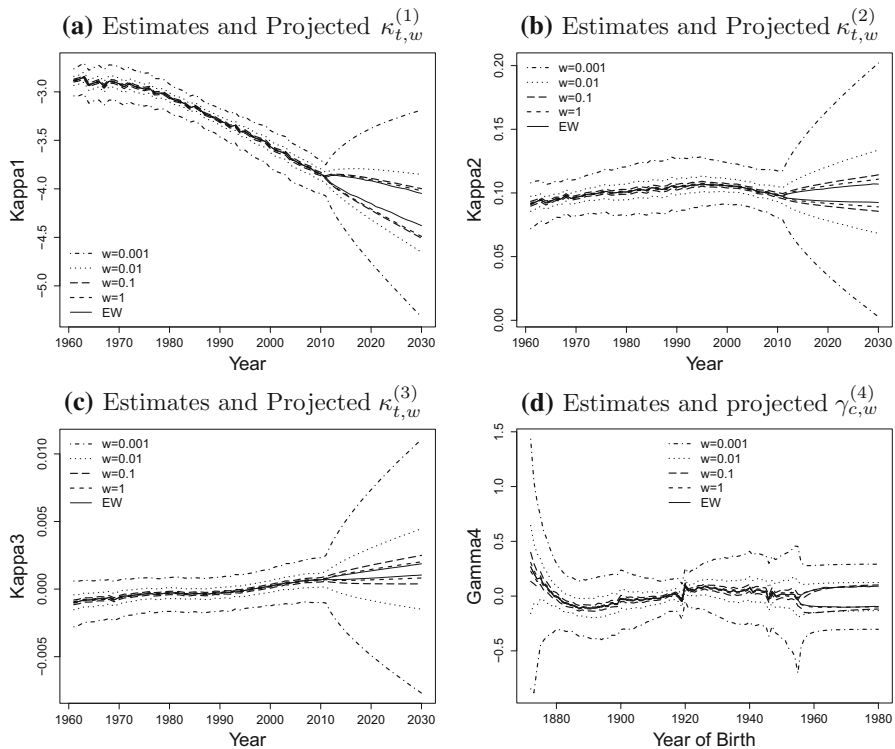 (a) Estimates and Projected κ_{t,w}^{(1)}
Kappa1
−3.0
−3.5
−4.0
−4.5
−5.0
w=0.001
w=0.01
w=0.1
w=1
EW
1960 1970 1980 1990 2000 2010 2020 2030
Year
(b) Estimates and Projected κ_{t,w}^{(2)}
Kappa2
0.20
0.15
0.10
0.05
0.00
w=0.001
w=0.01
w=0.1
w=1
EW
1960 1970 1980 1990 2000 2010 2020 2030
Year
(c) Estimates and Projected κ_{t,w}^{(3)}
Kappa3
0.010
0.005
0.000
−0.005
w=0.001
w=0.01
w=0.1
w=1
EW
1960 1970 1980 1990 2000 2010 2020 2030
Year
(d) Estimates and projected γ_{c,w}^{(4)}
Gamma4
1.5
1.0
0.5
0.0
−0.5
w=0.001
w=0.01
w=0.1
w=1
EW
1880 1900 1920 1940 1960 1980
Year of Birth